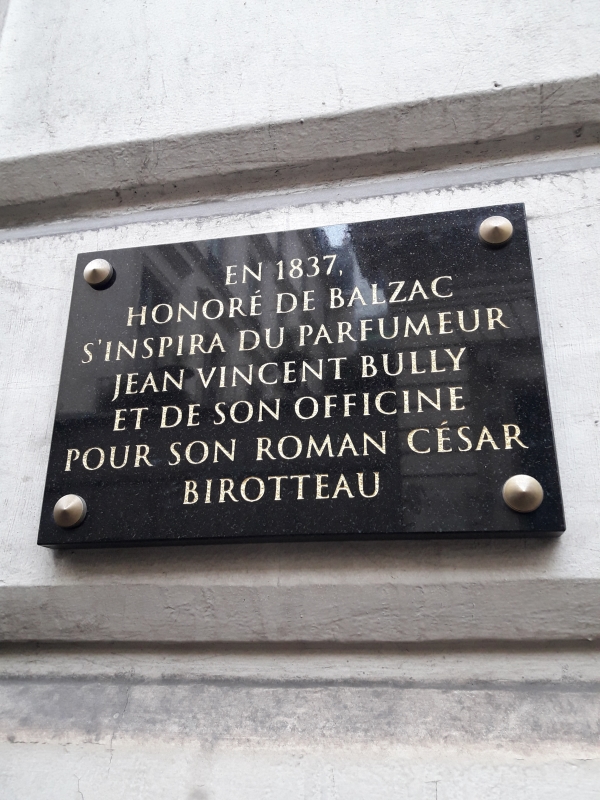 EN 1837,
HONORÉ DE BALZAC
S'INSPIRA DU PARFUMEUR
JEAN VINCENT BULLY
ET DE SON OFFICINE
POUR SON ROMAN CÉSAR
BIROTTEAU